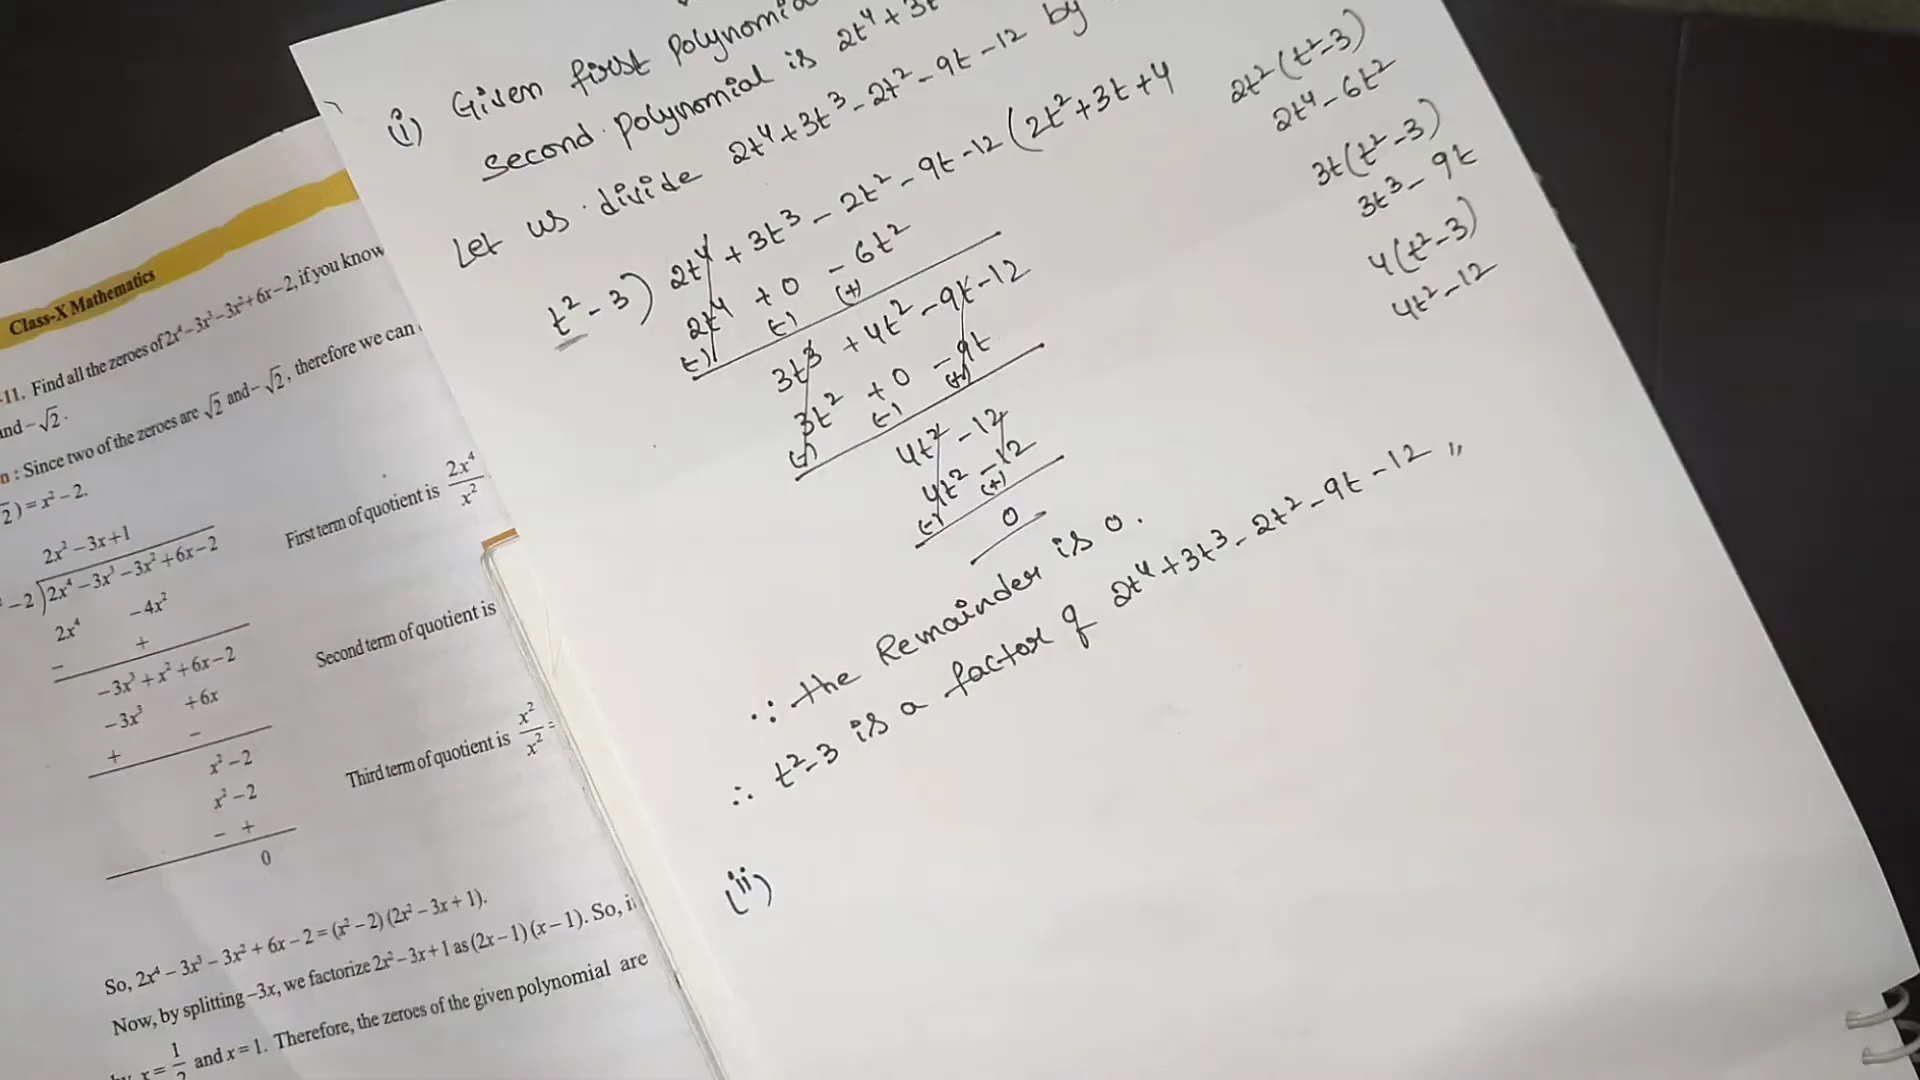 Class-X Mathematics
-11. Find all the zeroes of 2x⁴ – 3x³ – 3x² + 6x – 2, if you know
and – √2 .
n : Since two of the zeroes are √2 and – √2 , therefore we can
2 ) = x² – 2.
2x² – 3x + 1
– 2 ) 2x⁴ – 3x³ – 3x² + 6x – 2
2x⁴ – 4x²
– +
– 3x³ + x² + 6x – 2
– 3x³ + 6x
+ –
x² – 2
x² – 2
– +
0
First term of quotient is 2x⁴/x²
Second term of quotient is
Third term of quotient is x²/x² =
So, 2x⁴ – 3x³ – 3x² + 6x – 2 = (x² – 2) (2x² – 3x + 1).
Now, by splitting –3x, we factorize 2x² – 3x + 1 as (2x – 1) (x – 1). So,
x = 1/2 and x = 1. Therefore, the zeroes of the given polynomial are
(i) Given first polynomia
second polynomial is 2t⁴ + 3t
Let us divide 2t⁴ + 3t³ – 2t² – 9t – 12 by
t² – 3 ) 2t⁴ + 3t³ – 2t² – 9t – 12 ( 2t² + 3t + 4
2t⁴ + 0 – 6t²
(-) (-) (+)
3t³ + 4t² – 9t – 12
3t² + 0 – 9t
(-) (-) (+)
4t² – 12
4t² – 12
(-) (+)
0
∴ the Remainder is 0.
∴ t² – 3 is a factor of 2t⁴ + 3t³ – 2t² – 9t – 12 ,,
(ii)
2t² (t² – 3)
2t⁴ – 6t²
3t (t² – 3)
3t³ – 9t
4 (t² – 3)
4t² – 12